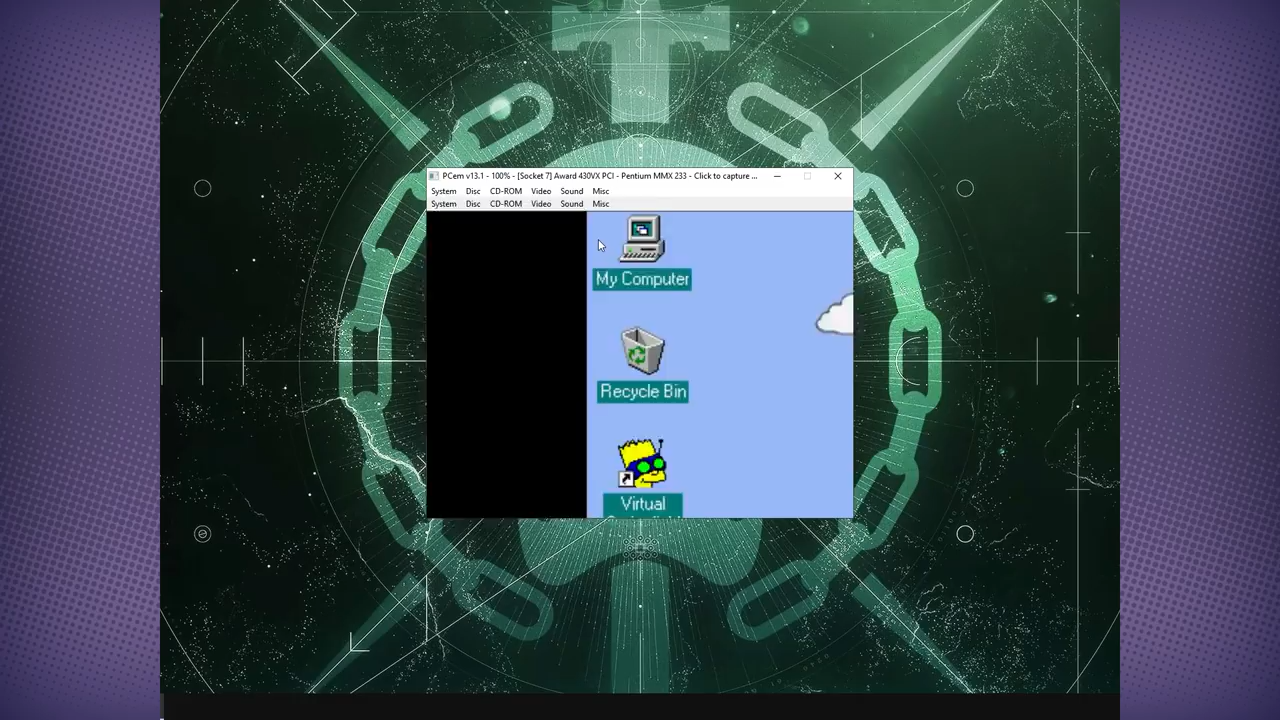 PCem v13.1 - 100% - [Socket 7] Award 430VX PCI - Pentium MMX 233 - Click to capture ...
System Disc CD-ROM Video Sound Misc
System Disc CD-ROM Video Sound Misc
My Computer
Recycle Bin
Virtual